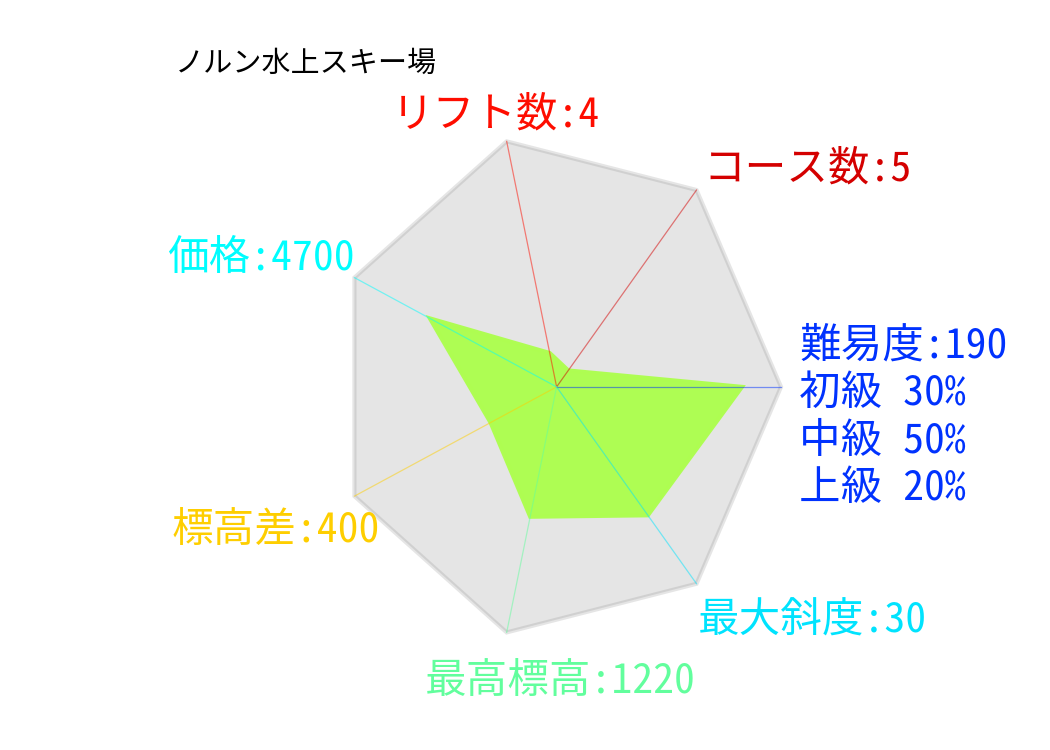 ノルン水上スキー場
リフト数:4
コース数:5
価格:4700
難易度:190
初級 30%
中級 50%
上級 20%
標高差:400
最大斜度:30
最高標高:1220